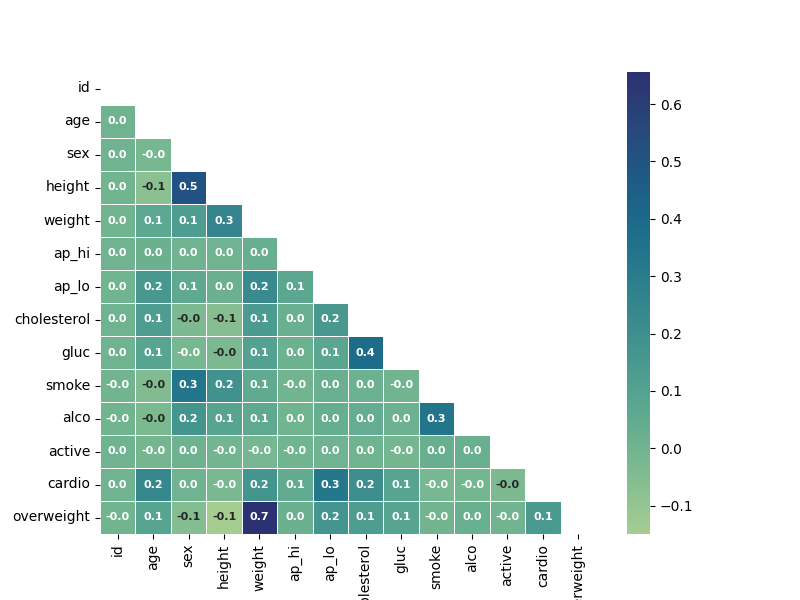 id
age 0.0
sex 0.0 -0.0
height 0.0 -0.1 0.5
weight 0.0 0.1 0.1 0.3
ap_hi 0.0 0.0 0.0 0.0 0.0
ap_lo 0.0 0.2 0.1 0.0 0.2 0.1
cholesterol 0.0 0.1 -0.0 -0.1 0.1 0.0 0.2
gluc 0.0 0.1 -0.0 -0.0 0.1 0.0 0.1 0.4
smoke -0.0 -0.0 0.3 0.2 0.1 -0.0 0.0 0.0 -0.0
alco -0.0 -0.0 0.2 0.1 0.1 0.0 0.0 0.0 0.0 0.3
active 0.0 -0.0 0.0 -0.0 -0.0 -0.0 0.0 0.0 -0.0 0.0 0.0
cardio 0.0 0.2 0.0 -0.0 0.2 0.1 0.3 0.2 0.1 -0.0 -0.0 -0.0
overweight -0.0 0.1 -0.1 -0.1 0.7 0.0 0.2 0.1 0.1 -0.0 0.0 -0.0 0.1
id
age
sex
height
weight
ap_hi
ap_lo
lesterol
gluc
smoke
alco
active
cardio
rweight
0.6
0.5
0.4
0.3
0.2
0.1
0.0
−0.1